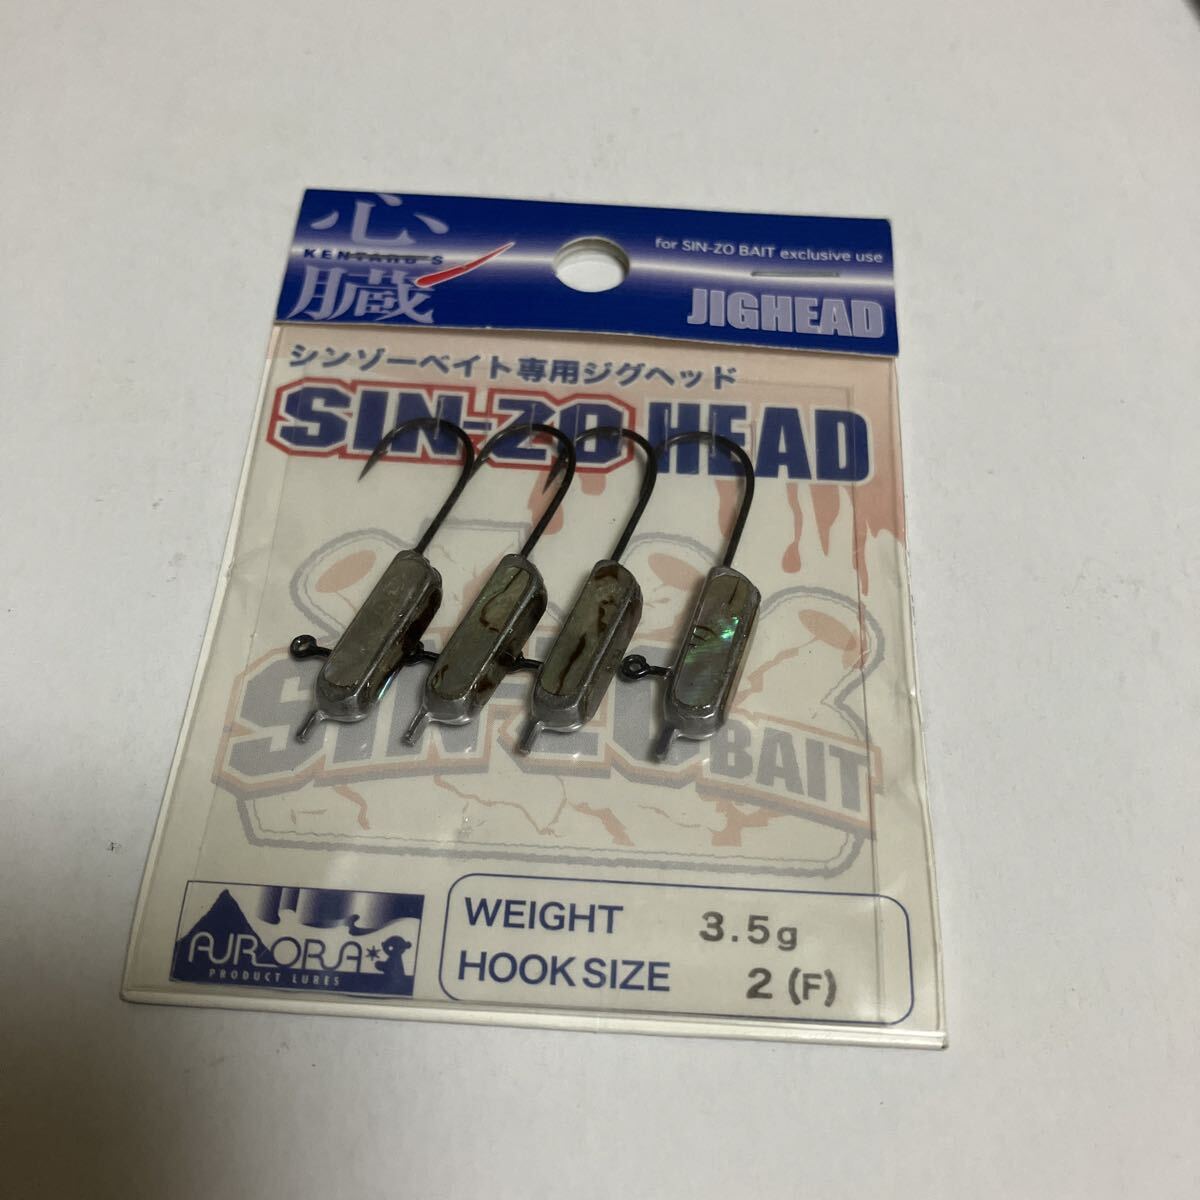 心
KENTARO'S
臓
for SIN-ZO BAIT exclusive use
JIGHEAD
シンゾーベイト専用ジグヘッド
SIN-ZO HEAD
SIN-ZO BAIT
AURORA
PRODUCT LURES
WEIGHT 3.5g
HOOK SIZE 2 (F)